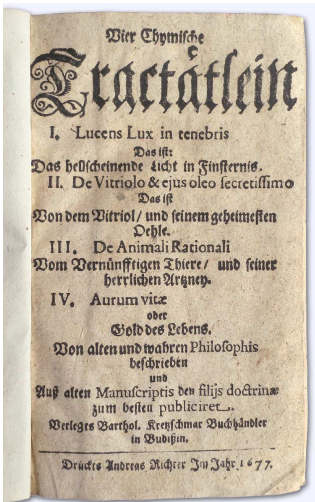 Vier Chymische
Tractätlein
I. Lucens Lux in tenebris
Das ist:
Das hellscheinende Licht in Finsternis.
II. De Vitriolo & ejus oleo secretissimo
Das ist
Von dem Vitriol / und seinem geheimesten
Oehle.
III. De Animali Rationali
Vom Vernünfftigen Thiere / und seiner
herrlichen Artzney.
IV. Aurum vitæ
oder
Gold des Lebens.
Von alten und wahren Philosophis
beschrieben
und
Auß alten Manuscriptis den filijs doctrinæ
zum besten publiciret.
Verlegts Barthol. Kretzschmar Buchhändler
in Budißin.
Druckts Andreas Richter Im Jahr 1677.